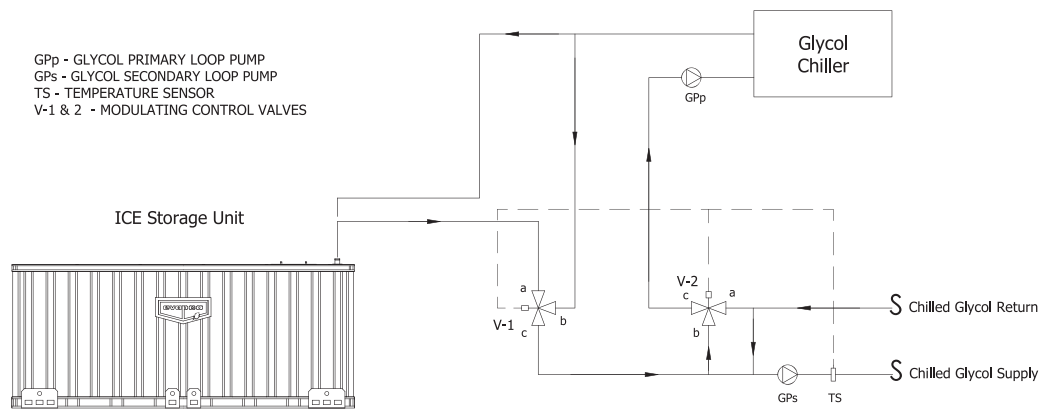 Glycol
Chiller
GPp - GLYCOL PRIMARY LOOP PUMP
GPs - GLYCOL SECONDARY LOOP PUMP
TS - TEMPERATURE SENSOR
V-1 & 2 - MODULATING CONTROL VALVES
GPp
ICE Storage Unit
evapco
a
b
c
V-1
V-2
c
a
b
Chilled Glycol Return
Chilled Glycol Supply
GPs
TS